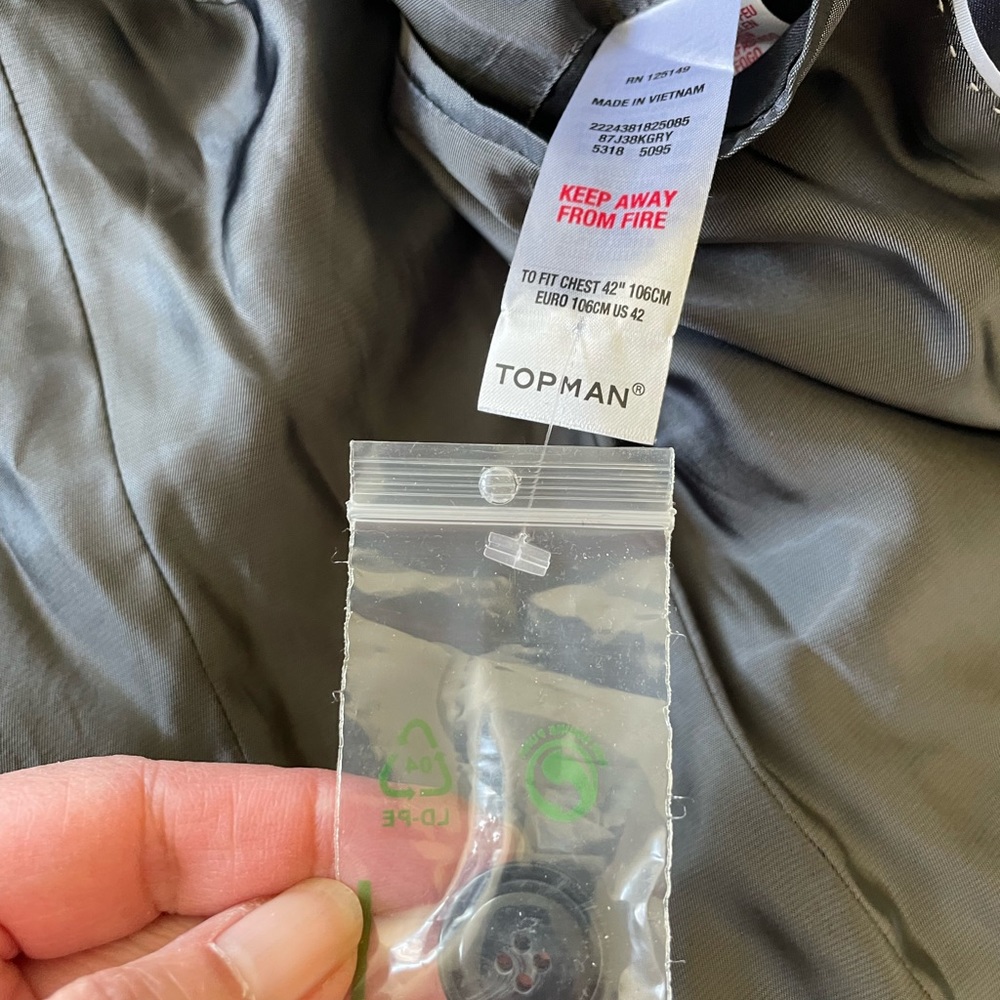 RN 125149
MADE IN VIETNAM
2224381825085
87J38KGRY
5318 5095
KEEP AWAY
FROM FIRE
TO FIT CHEST 42" 106CM
EURO 106CM US 42
TOPMAN®
04
LD-PE